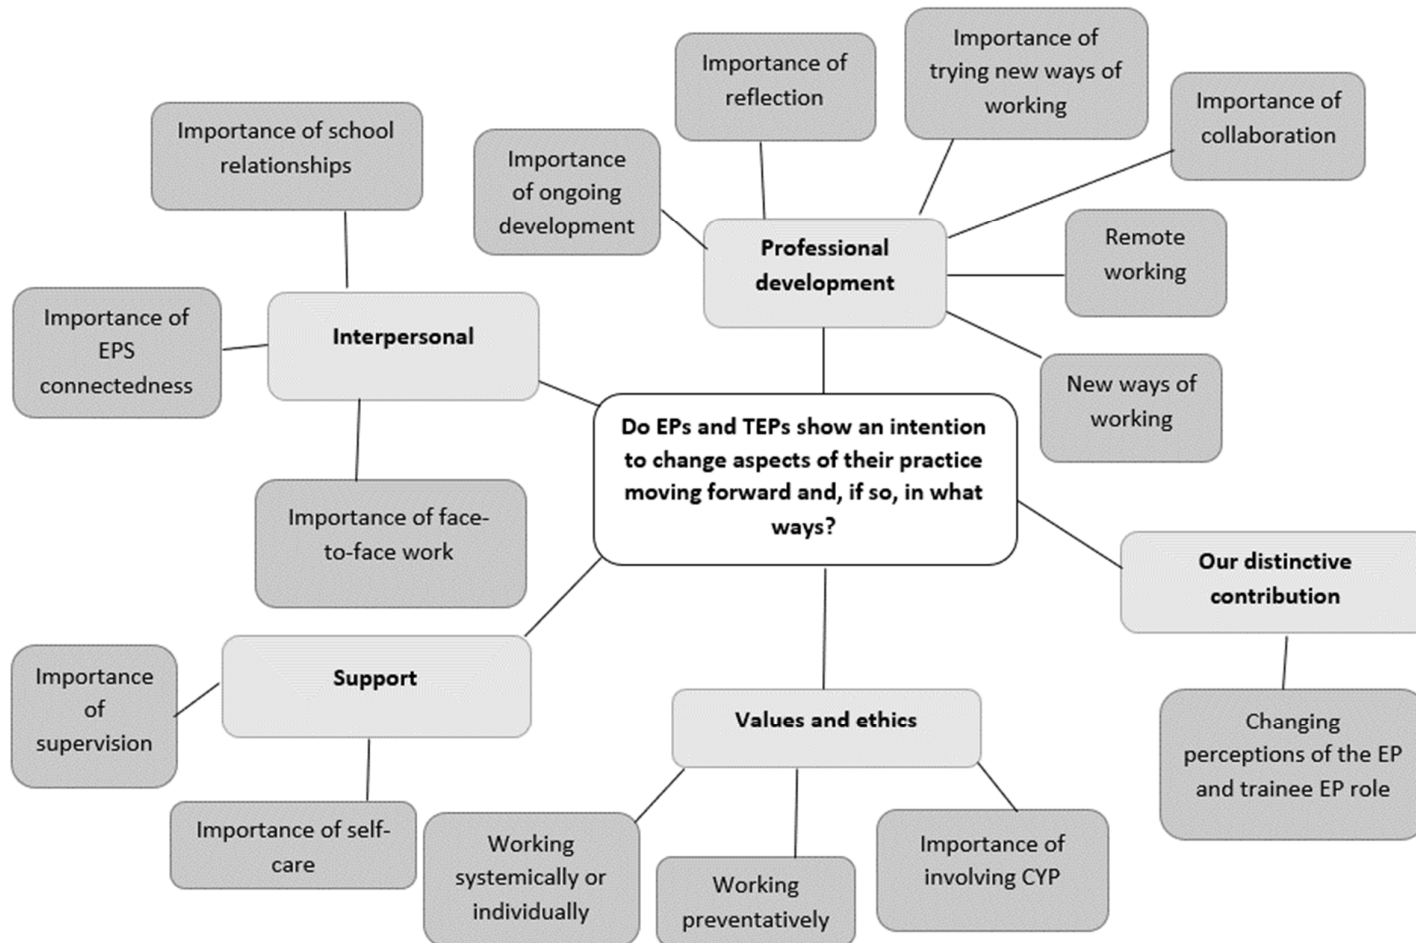 Importance of
trying new ways of
working
Importance of
reflection
Importance of
collaboration
Importance of school
relationships
Importance
of ongoing
development
Professional
development
Remote
working
Importance of
EPS
connectedness
Interpersonal
New ways of
working
Do EPs and TEPs show an intention
to change aspects of their practice
moving forward and, if so, in what
ways?
Importance of face-
to-face work
Our distinctive
contribution
Support
Importance
of
supervision
Values and ethics
Changing
perceptions of the EP
and trainee EP role
Importance of self-
care
Working
systemically or
individually
Working
preventatively
Importance of
involving CYP